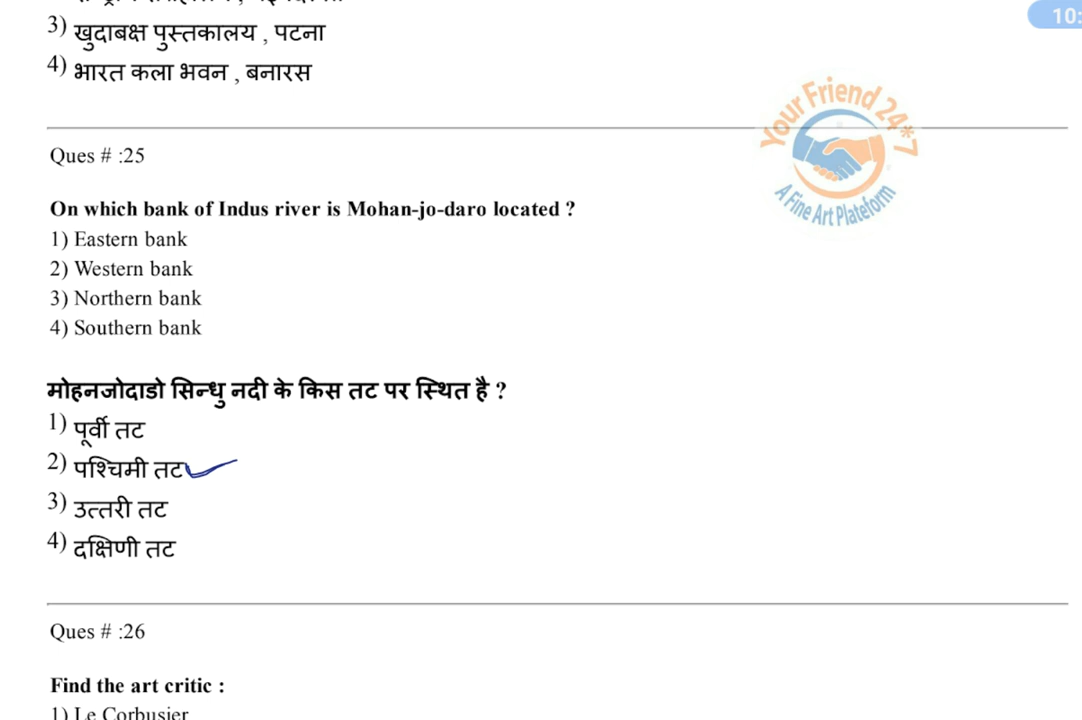 3) खुदाबक्ष पुस्तकालय , पटना
4) भारत कला भवन , बनारस
Your Friend 24*7
A Fine Art Plateform
10:
Ques # :25
On which bank of Indus river is Mohan-jo-daro located ?
1) Eastern bank
2) Western bank
3) Northern bank
4) Southern bank
मोहनजोदाडो सिन्धु नदी के किस तट पर स्थित है ?
1) पूर्वी तट
2) पश्चिमी तट
3) उत्तरी तट
4) दक्षिणी तट
Ques # :26
Find the art critic :
1) Le Corbusier